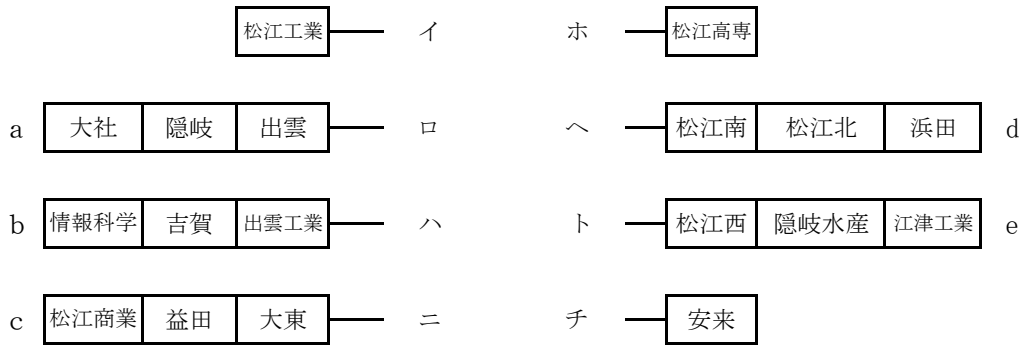 松江工業 イ ホ 松江高専
a 大社 隠岐 出雲 ロ ヘ 松江南 松江北 浜田 d
b 情報科学 吉賀 出雲工業 ハ ト 松江西 隠岐水産 江津工業 e
c 松江商業 益田 大東 ニ チ 安来